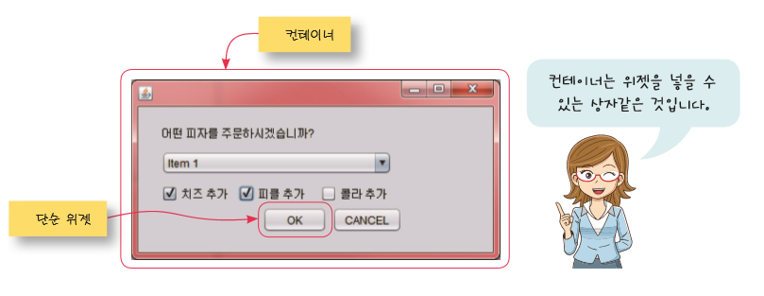 컨테이너
컨테이너는 위젯을 넣을 수
있는 상자같은 것입니다.
어떤 피자를 주문하시겠습니까?
Item 1
치즈 추가 피클 추가 콜라 추가
단순 위젯
OK CANCEL